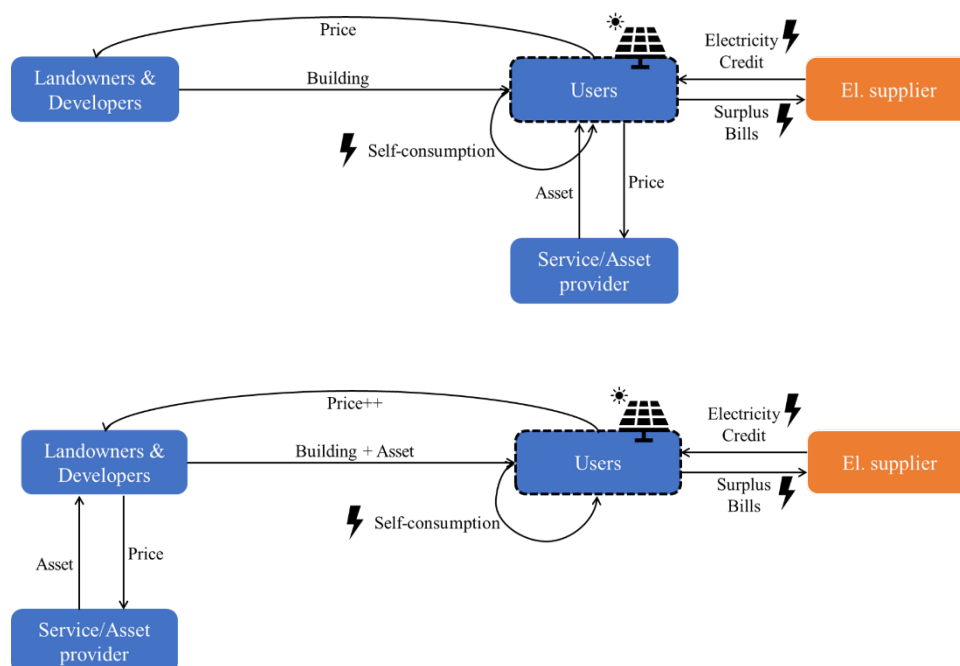 Price
Electricity
Credit
Landowners &
Developers
Building
Users
El. supplier
Surplus
Bills
Self-consumption
Asset
Price
Service/Asset
provider
Price++
Electricity
Credit
Landowners &
Developers
Building + Asset
Users
El. supplier
Surplus
Bills
Self-consumption
Asset
Price
Service/Asset
provider